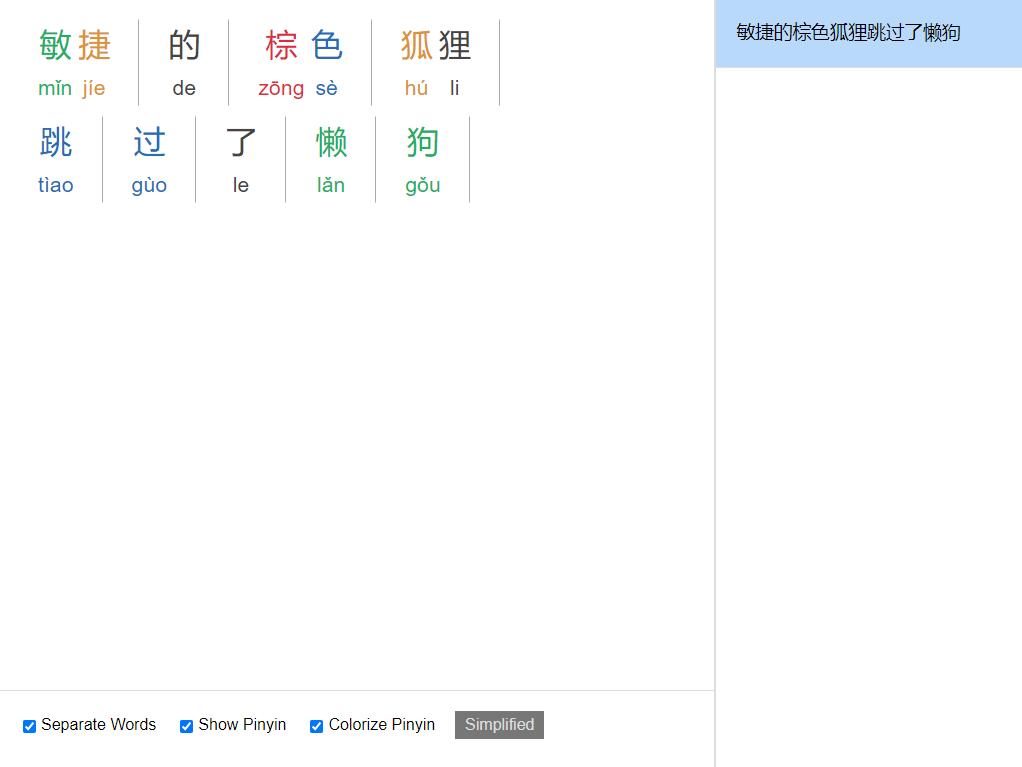 敏捷 的 棕色 狐狸
mǐn jíe de zōng sè hú li
跳 过 了 懒 狗
tìao gùo le lǎn gǒu
Separate Words Show Pinyin Colorize Pinyin Simplified
敏捷的棕色狐狸跳过了懒狗